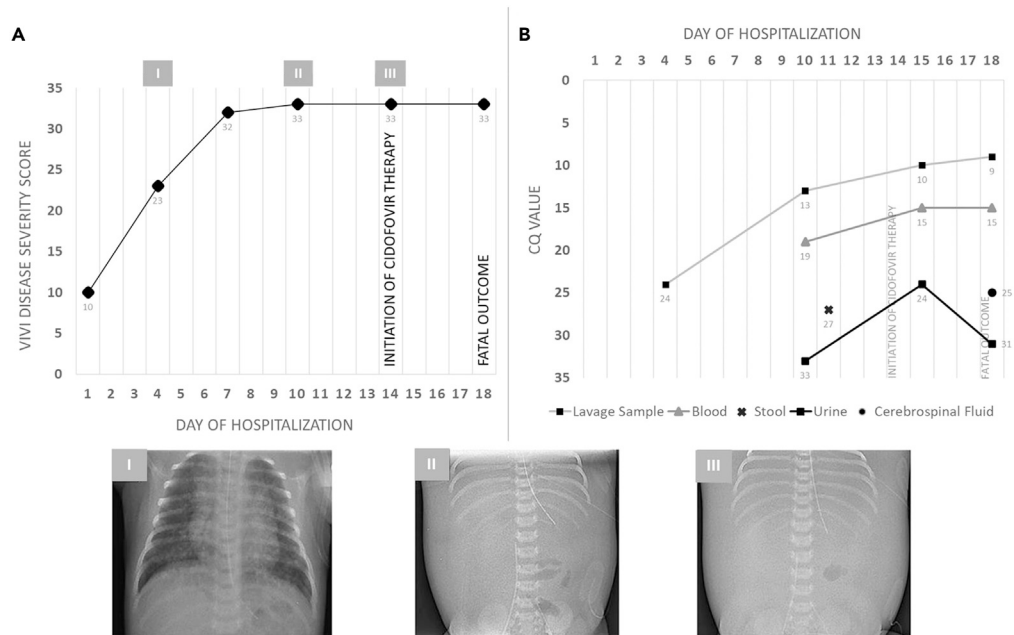 A
I
II
III
VIVI DISEASE SEVERITY SCORE
35
30
25
20
15
10
5
0
10
23
32
33
33
33
INITIATION OF CIDOFOVIR THERAPY
FATAL OUTCOME
1 2 3 4 5 6 7 8 9 10 11 12 13 14 15 16 17 18
DAY OF HOSPITALIZATION
B
DAY OF HOSPITALIZATION
1 2 3 4 5 6 7 8 9 10 11 12 13 14 15 16 17 18
CQ VALUE
0
5
10
15
20
25
30
35
24
13
10
9
19
15
15
27
33
24
31
25
INITIATION OF CIDOFOVIR THERAPY
FATAL OUTCOME
Lavage Sample Blood Stool Urine Cerebrospinal Fluid
I
II
III